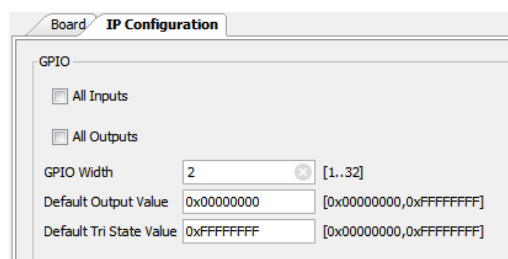 Board IP Configuration
GPIO
All Inputs
All Outputs
GPIO Width 2 [1..32]
Default Output Value 0x00000000 [0x00000000,0xFFFFFFFF]
Default Tri State Value 0xFFFFFFFF [0x00000000,0xFFFFFFFF]